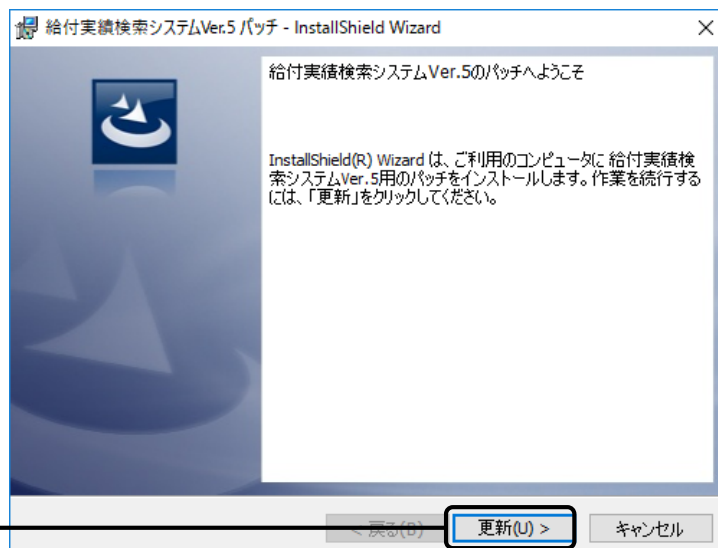 給付実績検索システムVer.5 パッチ - InstallShield Wizard
給付実績検索システムVer.5のパッチへようこそ
InstallShield(R) Wizard は、ご利用のコンピュータに 給付実績検
索システムVer.5用のパッチをインストールします。作業を続行する
には、「更新」をクリックしてください。
< 戻る(B) 更新(U) > キャンセル